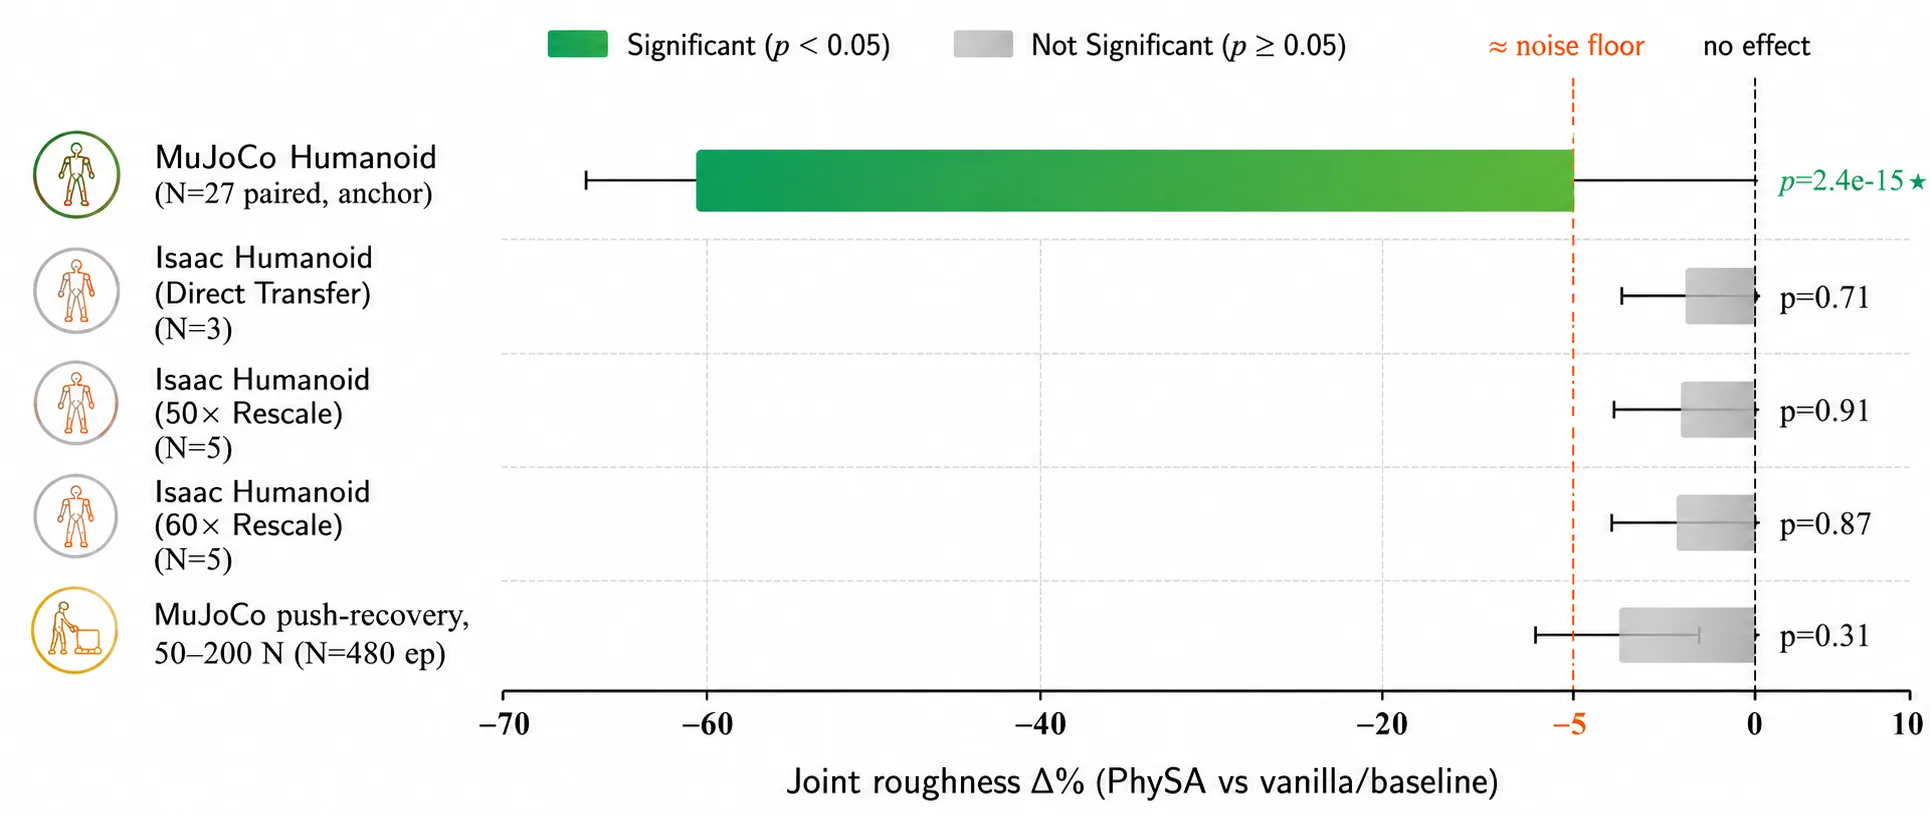 Significant (p < 0.05)
Not Significant (p ≥ 0.05)
≈ noise floor
no effect
MuJoCo Humanoid
(N=27 paired, anchor)
p=2.4e-15★
Isaac Humanoid
(Direct Transfer)
(N=3)
p=0.71
Isaac Humanoid
(50× Rescale)
(N=5)
p=0.91
Isaac Humanoid
(60× Rescale)
(N=5)
p=0.87
MuJoCo push-recovery,
50–200 N (N=480 ep)
p=0.31
−70 −60 −40 −20 −5 0 10
Joint roughness Δ% (PhySA vs vanilla/baseline)